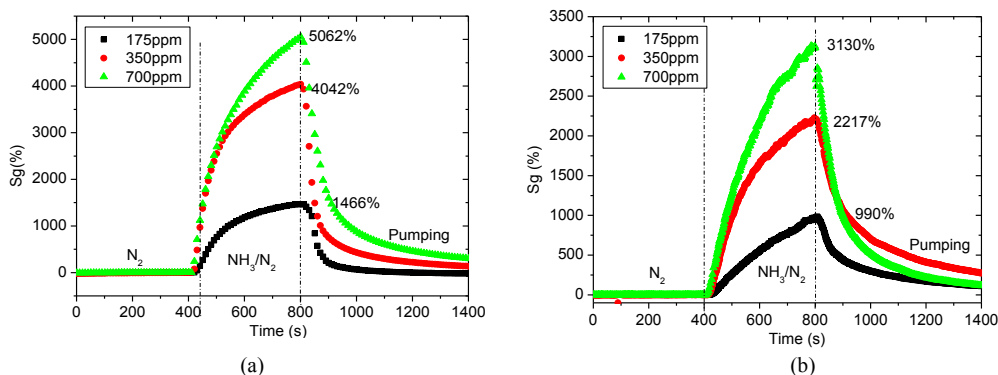 5000
4000
3000
2000
1000
0
Sg(%)
175ppm
350ppm
700ppm
5062%
4042%
1466%
N₂
NH₃/N₂
Pumping
0 200 400 600 800 1000 1200 1400
Time (s)
(a)
3500
3000
2500
2000
1500
1000
500
0
Sg (%)
175ppm
350ppm
700ppm
3130%
2217%
990%
N₂
NH₃/N₂
Pumping
0 200 400 600 800 1000 1200 1400
Time (s)
(b)